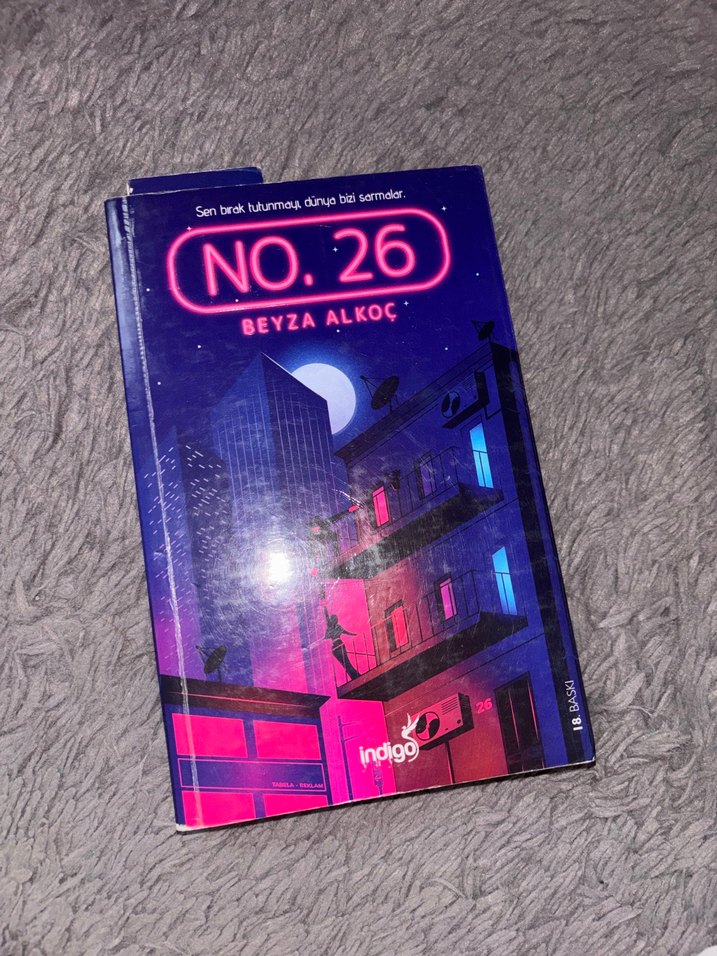 Sen bırak tutunmayı, dünya bizi sarmalar.
NO. 26
BEYZA ALKOÇ
26
indigo
18. BASKI
TABELA - REKLAM